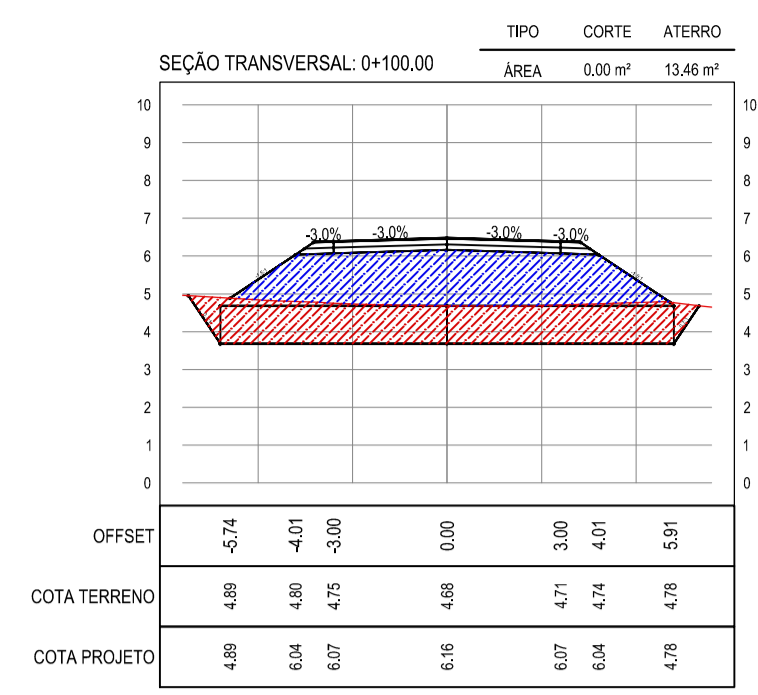 TIPO CORTE ATERRO
SEÇÃO TRANSVERSAL: 0+100.00
ÁREA 0.00 m² 13.46 m²
10 10
9 9
8 8
7 7
-3.0% -3.0% -3.0% -3.0%
6 6
5 5
4 4
3 3
2 2
1 1
0 0
OFFSET -5.74 -4.01 -3.00 0.00 3.00 4.01 5.91
COTA TERRENO 4.89 4.80 4.75 4.68 4.71 4.74 4.78
COTA PROJETO 4.89 6.04 6.07 6.16 6.07 6.04 4.78